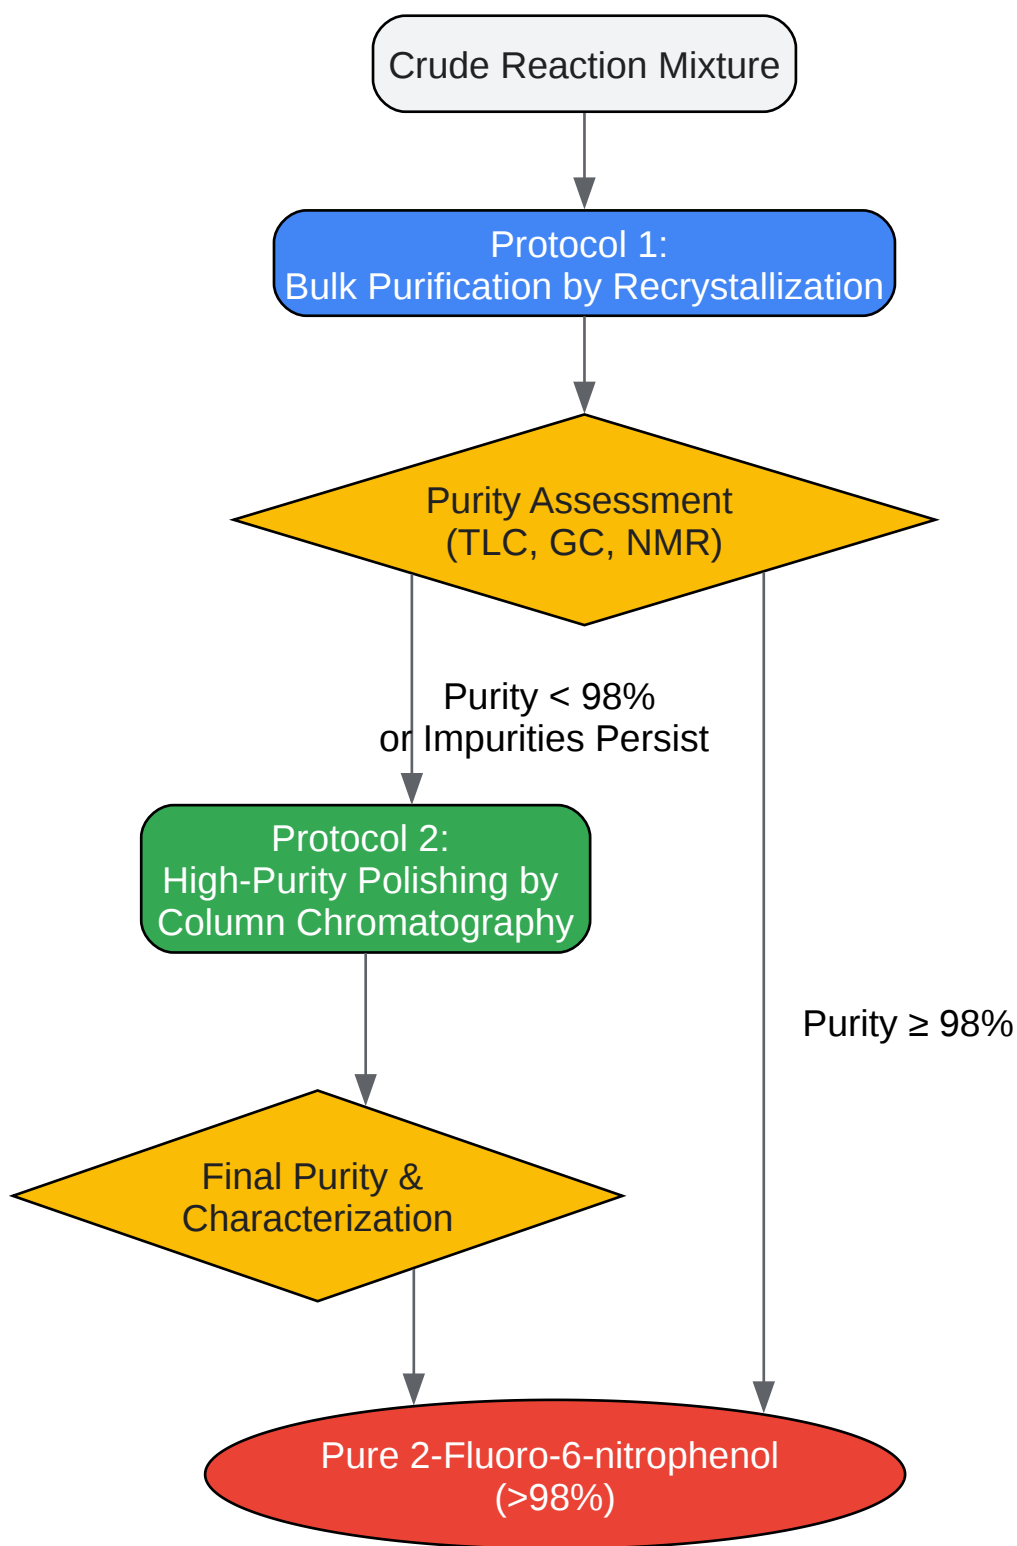 Crude Reaction Mixture
Protocol 1:
Bulk Purification by Recrystallization
Purity Assessment
(TLC, GC, NMR)
Purity < 98%
or Impurities Persist
Protocol 2:
High-Purity Polishing by
Column Chromatography
Purity ≥ 98%
Final Purity &
Characterization
Pure 2-Fluoro-6-nitrophenol
(>98%)